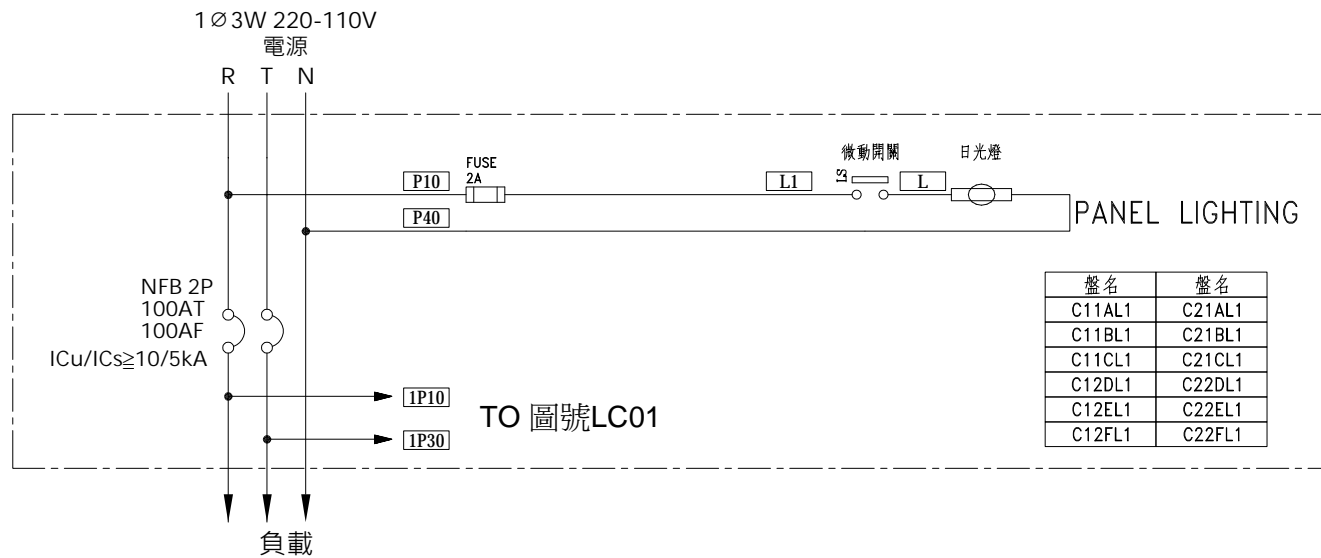 1∅3W 220-110V
電源
R T N
微動開關 日光燈
FUSE
2A
P10 L1 LS L
P40
PANEL LIGHTING
NFB 2P
100AT
100AF
ICu/ICs≧10/5kA
盤名 盤名
C11AL1 C21AL1
C11BL1 C21BL1
C11CL1 C21CL1
C12DL1 C22DL1
C12EL1 C22EL1
C12FL1 C22FL1
1P10
TO 圖號LC01
1P30
負載